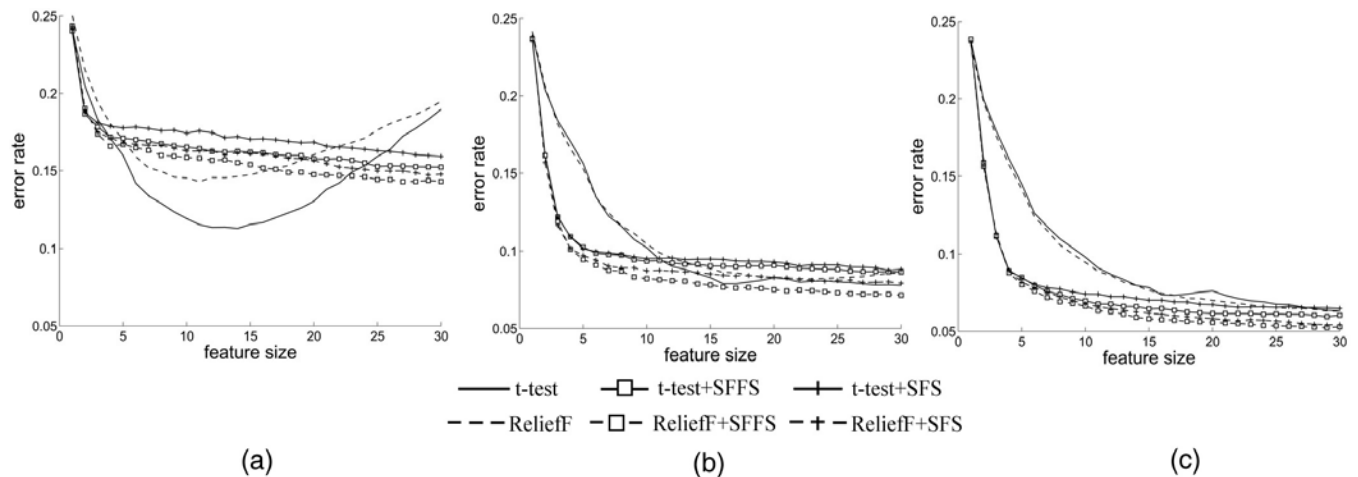 0.25
0.2
0.15
0.1
0.05
error rate
0 5 10 15 20 25 30
feature size
(a)
0.25
0.2
0.15
0.1
0.05
error rate
0 5 10 15 20 25 30
feature size
(b)
0.25
0.2
0.15
0.1
0.05
error rate
0 5 10 15 20 25 30
feature size
(c)
t-test t-test+SFFS t-test+SFS
ReliefF ReliefF+SFFS ReliefF+SFS